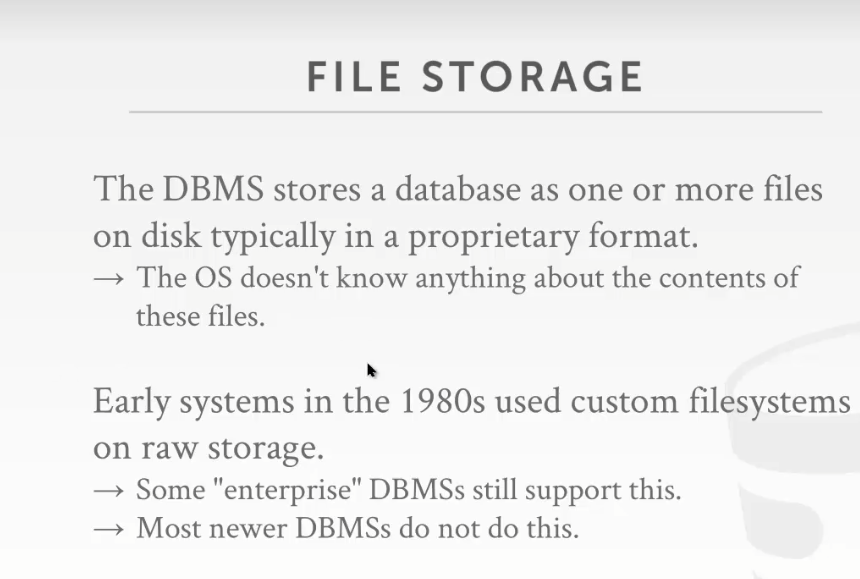 FILE STORAGE
The DBMS stores a database as one or more files
on disk typically in a proprietary format.
→ The OS doesn't know anything about the contents of
these files.
Early systems in the 1980s used custom filesystems
on raw storage.
→ Some "enterprise" DBMSs still support this.
→ Most newer DBMSs do not do this.